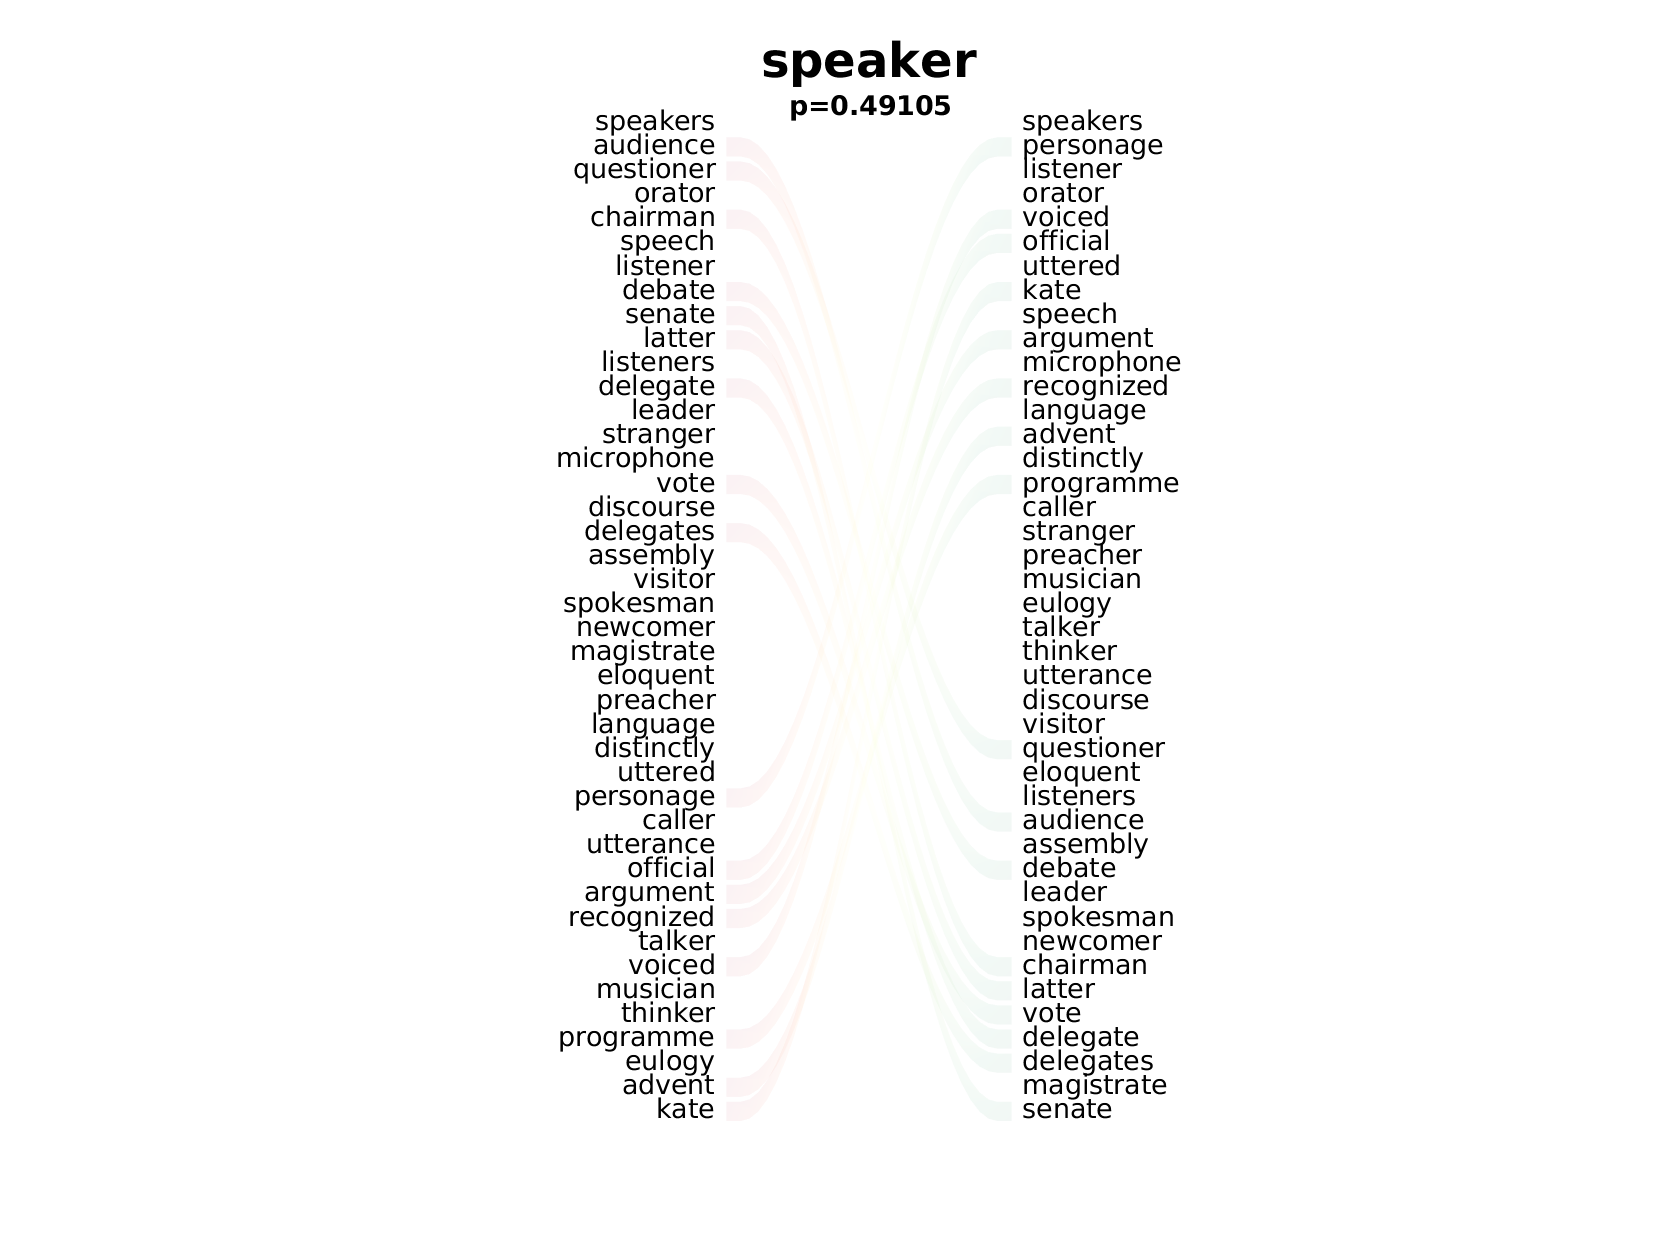 speaker
p=0.49105
speakers speakers
audience personage
questioner listener
orator orator
chairman voiced
speech official
listener uttered
debate kate
senate speech
latter argument
listeners microphone
delegate recognized
leader language
stranger advent
microphone distinctly
vote programme
discourse caller
delegates stranger
assembly preacher
visitor musician
spokesman eulogy
newcomer talker
magistrate thinker
eloquent utterance
preacher discourse
language visitor
distinctly questioner
uttered eloquent
personage listeners
caller audience
utterance assembly
official debate
argument leader
recognized spokesman
talker newcomer
voiced chairman
musician latter
thinker vote
programme delegate
eulogy delegates
advent magistrate
kate senate